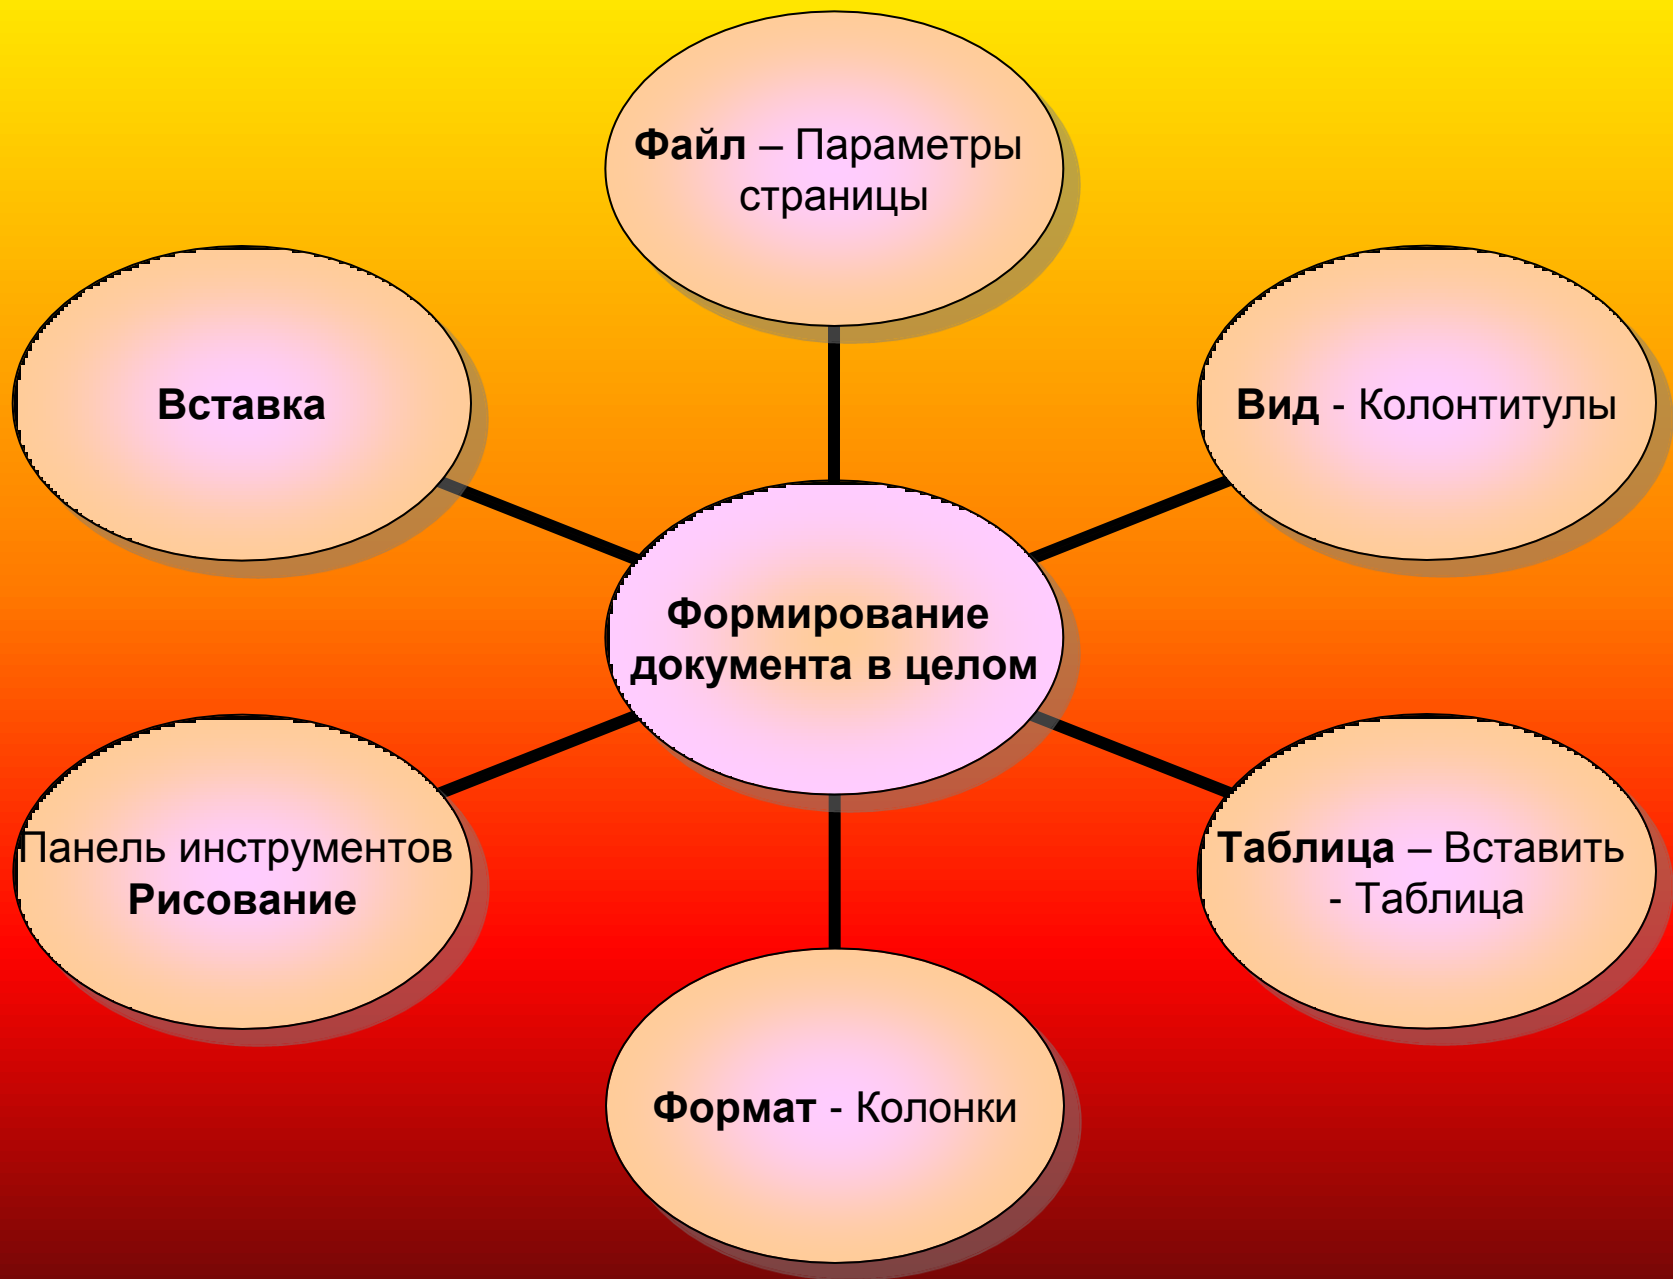 Файл – Параметры
страницы
Вставка
Вид - Колонтитулы
Формирование
документа в целом
Панель инструментов
Рисование
Таблица – Вставить
- Таблица
Формат - Колонки